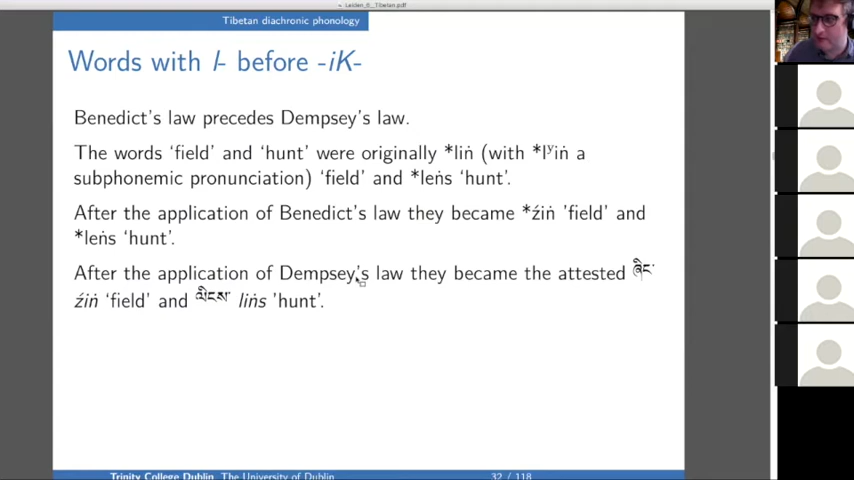 Leiden_6__Tibetan.pdf
Tibetan diachronic phonology
Words with l- before -iK-
Benedict's law precedes Dempsey's law.
The words 'field' and 'hunt' were originally *liṅ (with *lʸiṅ a
subphonemic pronunciation) 'field' and *leṅs 'hunt'.
After the application of Benedict's law they became *źiṅ 'field' and
*leṅs 'hunt'.
After the application of Dempsey's law they became the attested ཞིང་
źiṅ 'field' and ལིངས་ liṅs 'hunt'.
Trinity College Dublin, The University of Dublin
32 / 118